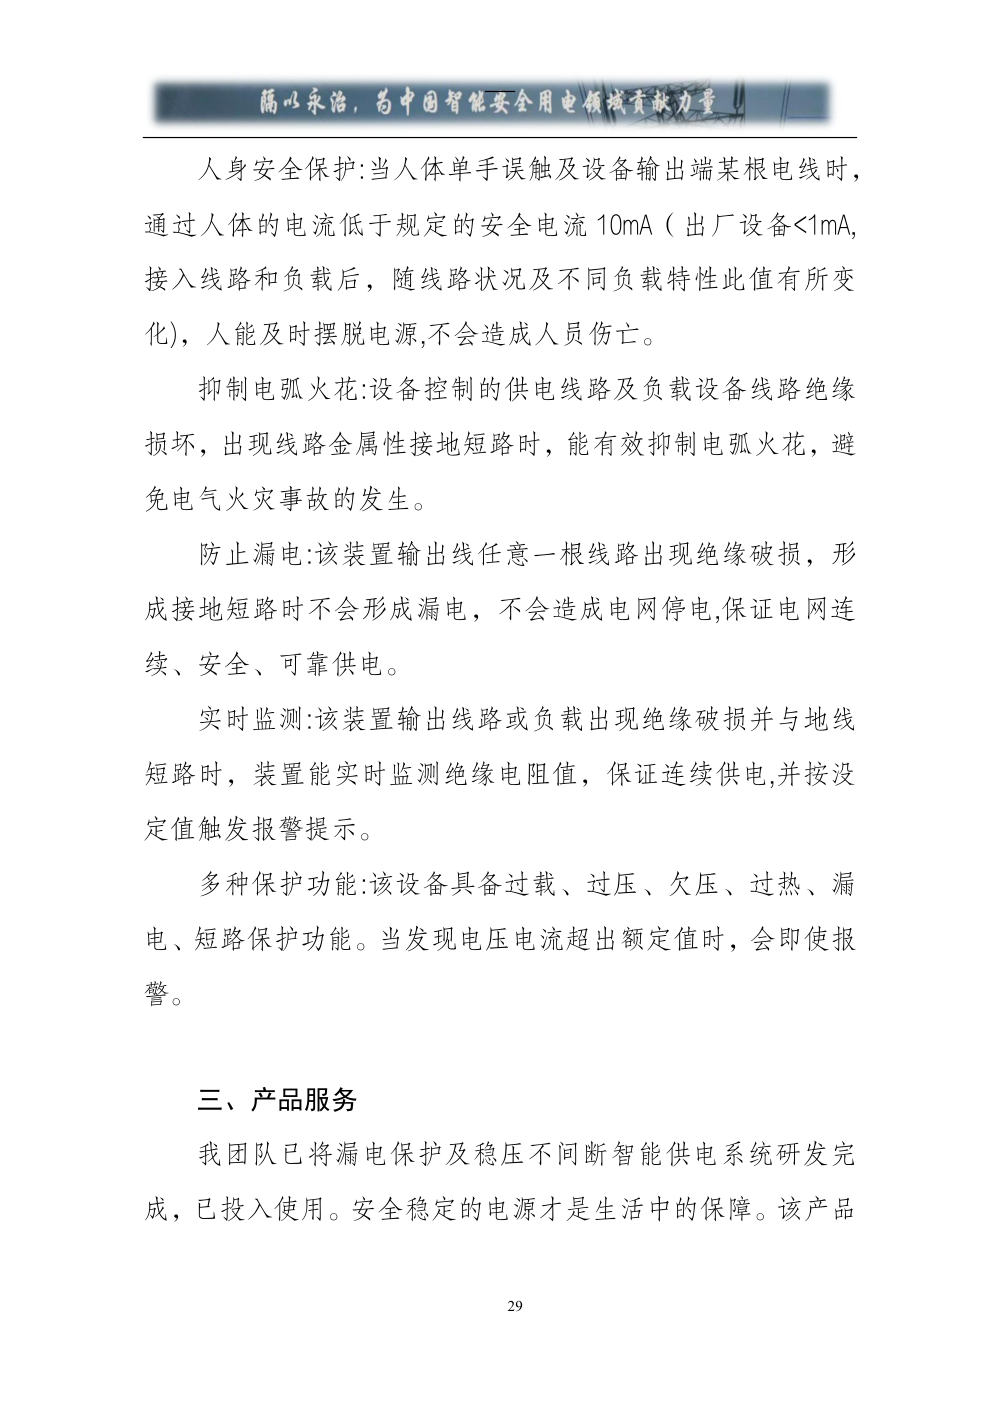 隔以永治，为中国智能安全用电领域贡献力量
人身安全保护:当人体单手误触及设备输出端某根电线时，
通过人体的电流低于规定的安全电流 10mA（出厂设备<1mA,
接入线路和负载后，随线路状况及不同负载特性此值有所变
化)，人能及时摆脱电源,不会造成人员伤亡。
抑制电弧火花:设备控制的供电线路及负载设备线路绝缘
损坏，出现线路金属性接地短路时，能有效抑制电弧火花，避
免电气火灾事故的发生。
防止漏电:该装置输出线任意一根线路出现绝缘破损，形
成接地短路时不会形成漏电，不会造成电网停电,保证电网连
续、安全、可靠供电。
实时监测:该装置输出线路或负载出现绝缘破损并与地线
短路时，装置能实时监测绝缘电阻值，保证连续供电,并按没
定值触发报警提示。
多种保护功能:该设备具备过载、过压、欠压、过热、漏
电、短路保护功能。当发现电压电流超出额定值时，会即使报
警。
三、产品服务
我团队已将漏电保护及稳压不间断智能供电系统研发完
成，已投入使用。安全稳定的电源才是生活中的保障。该产品
29